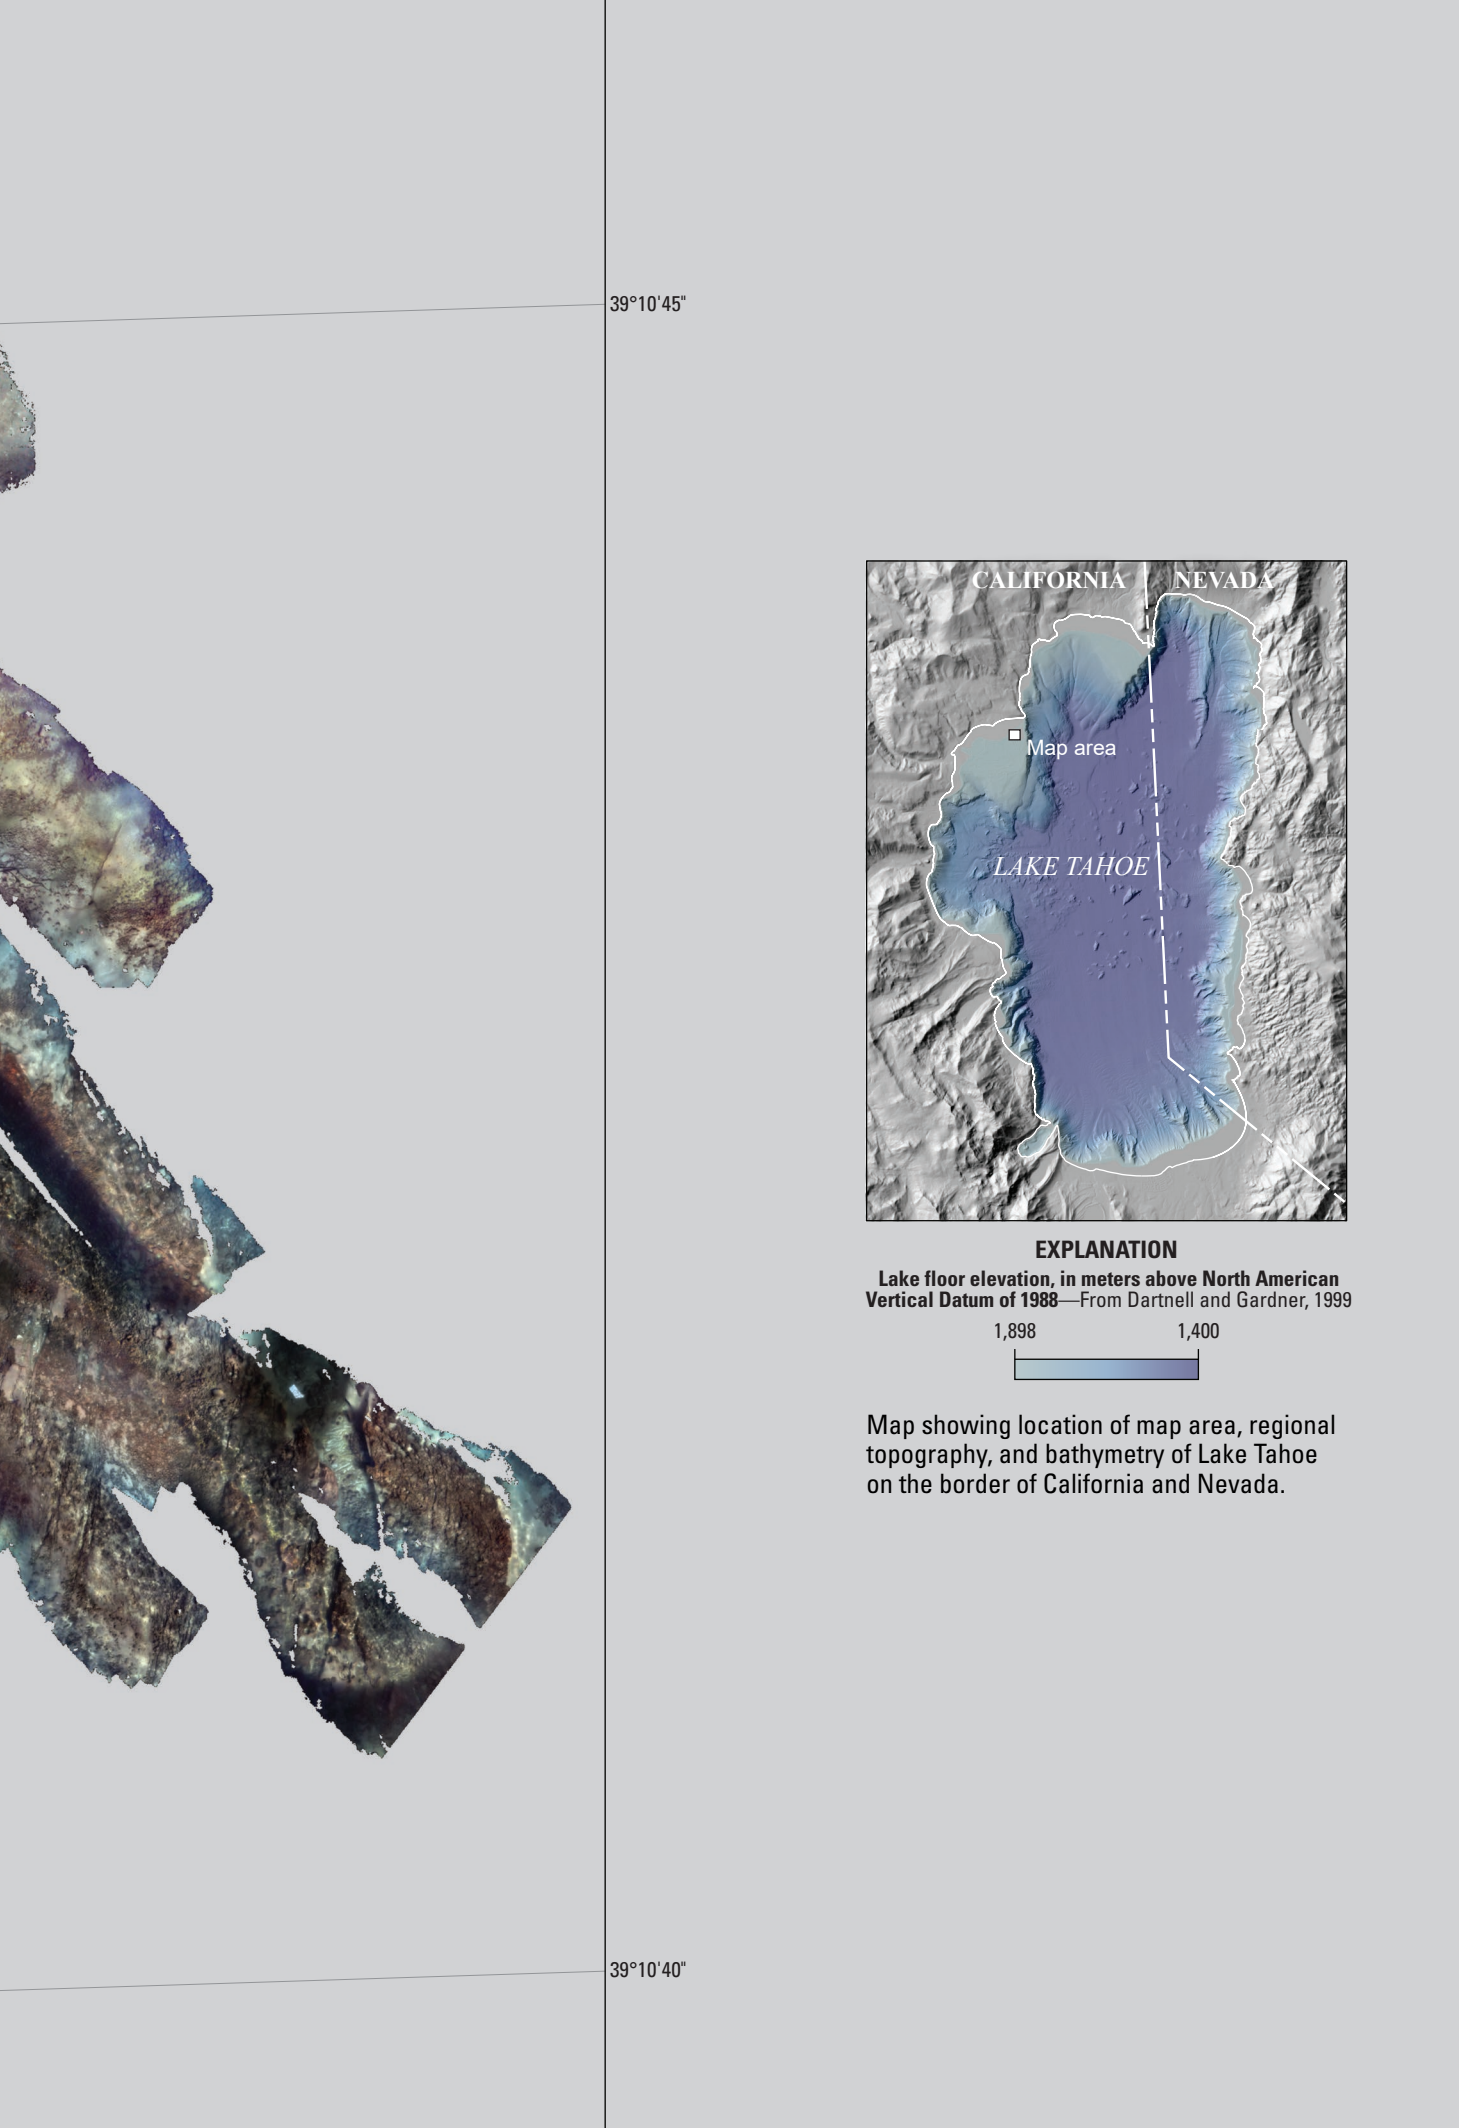 39°10'45"
CALIFORNIA
NEVADA
Map area
LAKE TAHOE
EXPLANATION
Lake floor elevation, in meters above North American
Vertical Datum of 1988—From Dartnell and Gardner, 1999
1,898
1,400
Map showing location of map area, regional
topography, and bathymetry of Lake Tahoe
on the border of California and Nevada.
39°10'40"